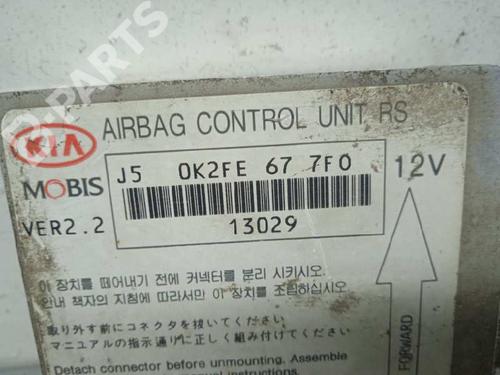 B-PARTS
KIA AIRBAG CONTROL UNIT RS
MOBIS J5 0K2FE 67 7F0 12V
VER2.2 13029
이 장치를 떼어내기 전에 커넥터를 분리 시키시오.
안내 책자의 지침에 따라서만 이 장치를 조립하십시오
取り外す前にコネクタを抜いてください
マニュアルの指示通りに正しく組み付けてください
Detach connector before unmounting. Assemble
instructions.
FORWARD